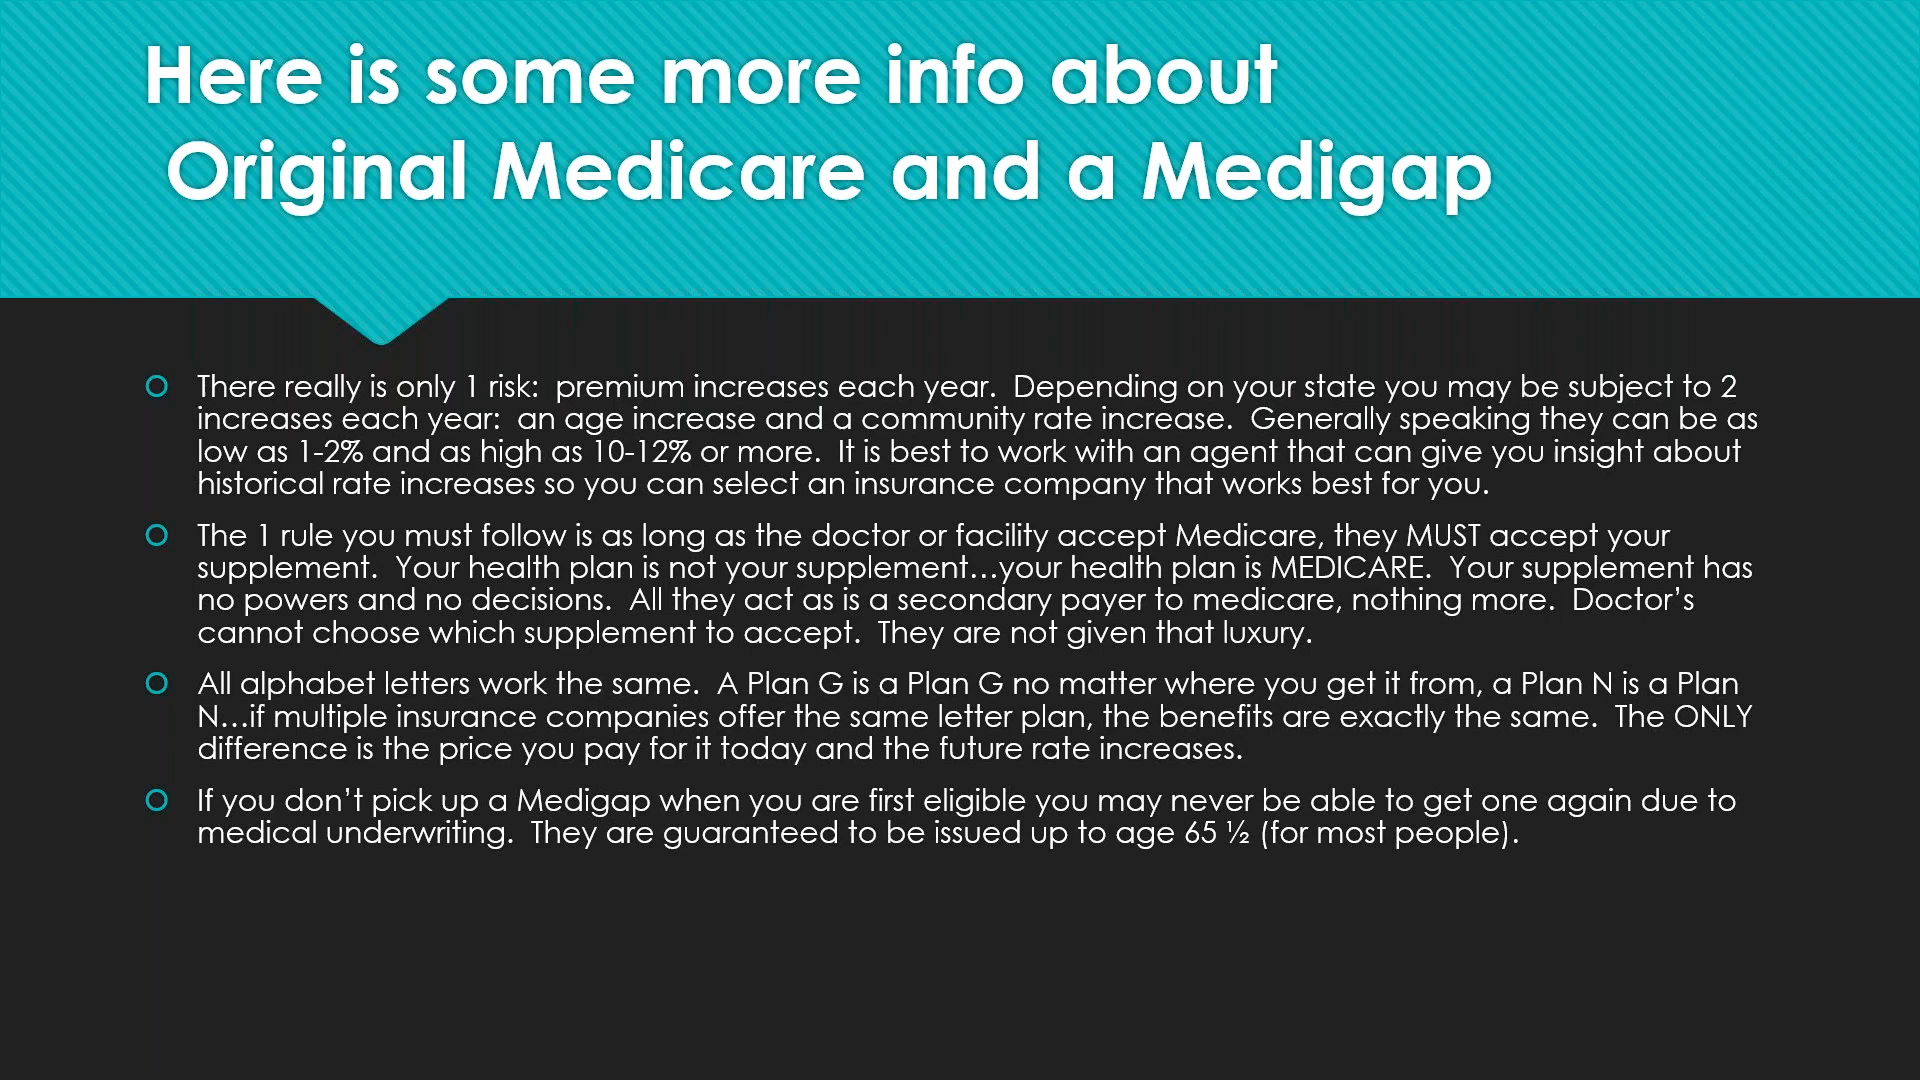 Here is some more info about
Original Medicare and a Medigap
There really is only 1 risk:  premium increases each year.  Depending on your state you may be subject to 2
increases each year:  an age increase and a community rate increase.  Generally speaking they can be as
low as 1-2% and as high as 10-12% or more.  It is best to work with an agent that can give you insight about
historical rate increases so you can select an insurance company that works best for you.
The 1 rule you must follow is as long as the doctor or facility accept Medicare, they MUST accept your
supplement.  Your health plan is not your supplement…your health plan is MEDICARE.  Your supplement has
no powers and no decisions.  All they act as is a secondary payer to medicare, nothing more.  Doctor’s
cannot choose which supplement to accept.  They are not given that luxury.
All alphabet letters work the same.  A Plan G is a Plan G no matter where you get it from, a Plan N is a Plan
N…if multiple insurance companies offer the same letter plan, the benefits are exactly the same.  The ONLY
difference is the price you pay for it today and the future rate increases.
If you don’t pick up a Medigap when you are first eligible you may never be able to get one again due to
medical underwriting.  They are guaranteed to be issued up to age 65 ½ (for most people).